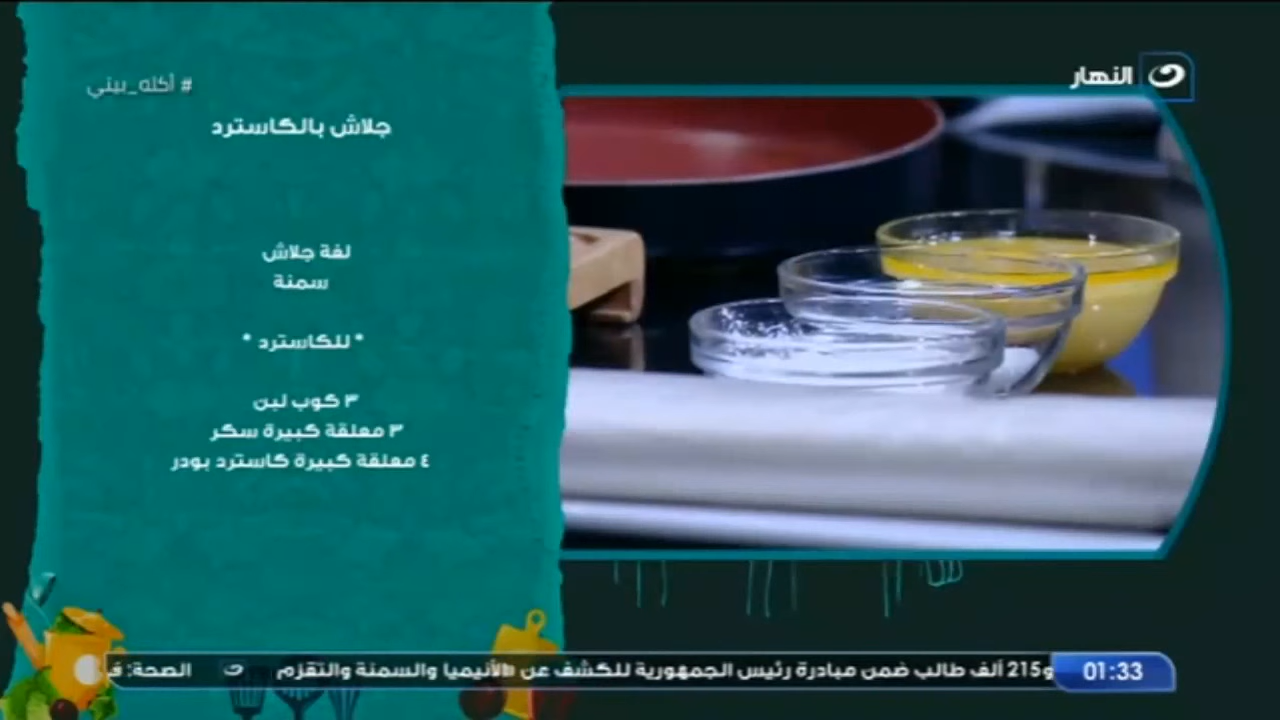 النهار
# أكله_بيتي
جلاش بالكاسترد
لفة جلاش
سمنة
* للكاسترد *
٣ كوب لبن
٣ معلقة كبيرة سكر
٤ معلقة كبيرة كاسترد بودر
01:33
و215 ألف طالب ضمن مبادرة رئيس الجمهورية للكشف عن الأنيميا والسمنة والتقزم
الصحة: